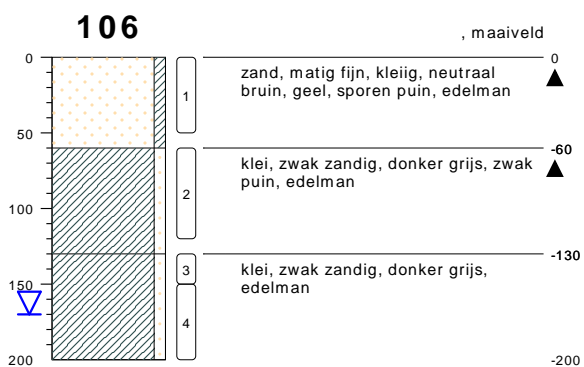 106
, maaiveld
0
0
zand, matig fijn, kleiig, neutraal
bruin, geel, sporen puin, edelman
1
50
-60
klei, zwak zandig, donker grijs, zwak
puin, edelman
2
100
-130
klei, zwak zandig, donker grijs,
edelman
3
150
4
200
-200